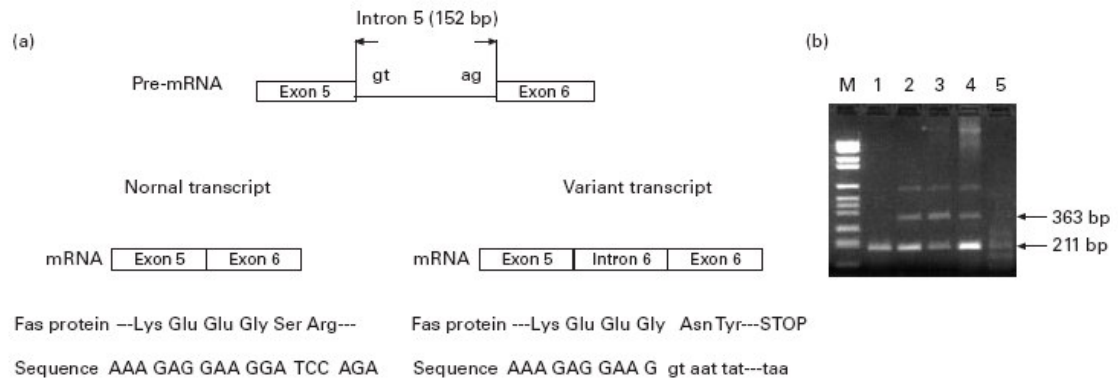 (a)
Intron 5 (152 bp)
gt ag
Pre-mRNA Exon 5 Exon 6
Nornal transcript
mRNA Exon 5 Exon 6
Fas protein ---Lys Glu Glu Gly Ser Arg---
Sequence AAA GAG GAA GGA TCC AGA
Variant transcript
mRNA Exon 5 Intron 6 Exon 6
Fas protein ---Lys Glu Glu Gly Asn Tyr---STOP
Sequence AAA GAG GAA G gt aat tat---taa
(b)
M 1 2 3 4 5
363 bp
211 bp